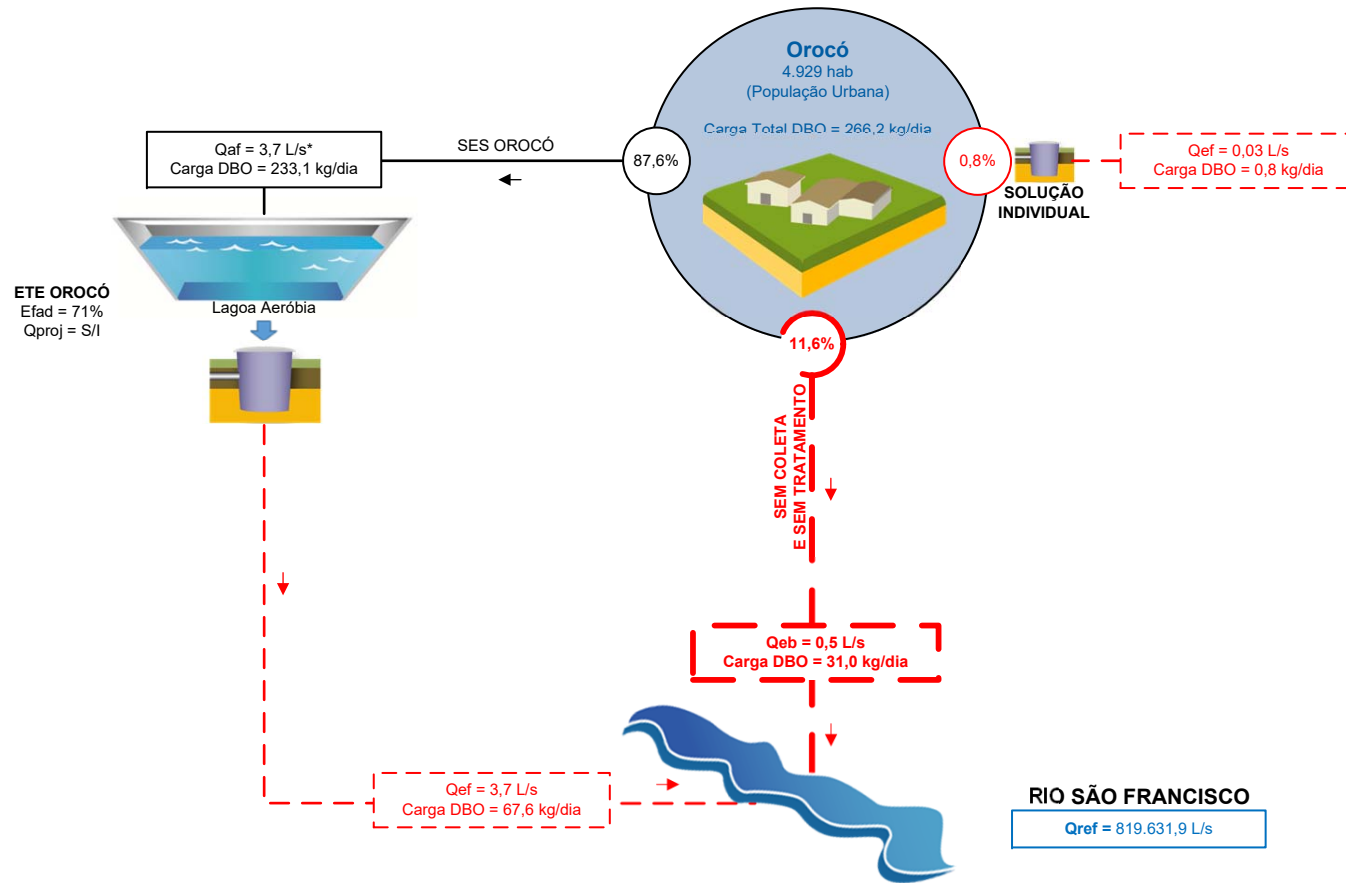 Orocó
4.929 hab
(População Urbana)
Carga Total DBO = 266,2 kg/dia
Qaf = 3,7 L/s*
Carga DBO = 233,1 kg/dia
SES OROCÓ
87,6%
0,8%
SOLUÇÃO
INDIVIDUAL
Qef = 0,03 L/s
Carga DBO = 0,8 kg/dia
ETE OROCÓ
Efad = 71%
Qproj = S/I
Lagoa Aeróbia
11,6%
SEM COLETA
E SEM TRATAMENTO
Qeb = 0,5 L/s
Carga DBO = 31,0 kg/dia
Qef = 3,7 L/s
Carga DBO = 67,6 kg/dia
RIO SÃO FRANCISCO
Qref = 819.631,9 L/s